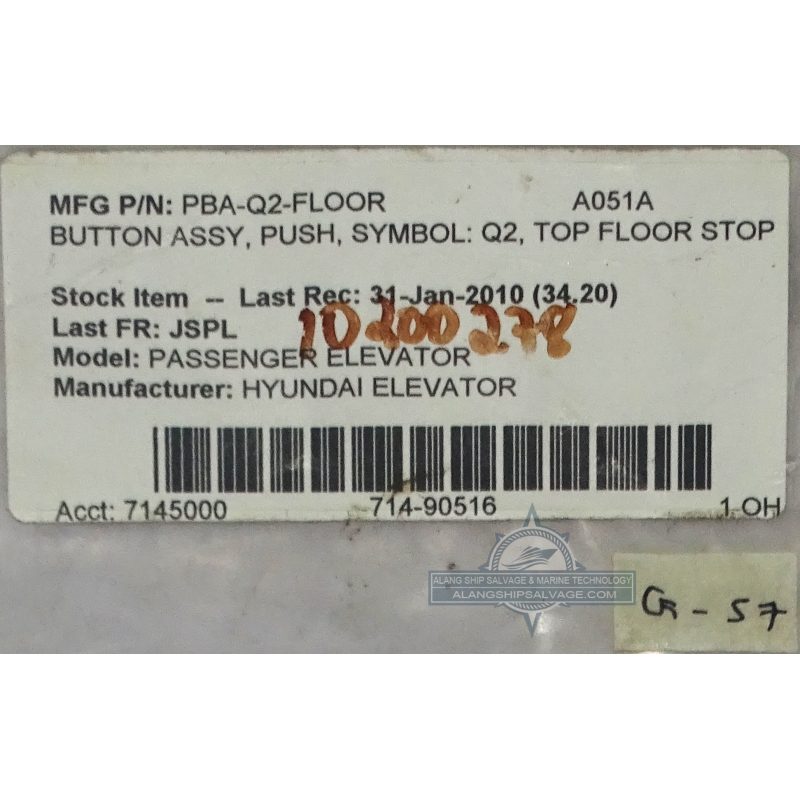 MFG P/N: PBA-Q2-FLOOR A051A
BUTTON ASSY, PUSH, SYMBOL: Q2, TOP FLOOR STOP
Stock Item -- Last Rec: 31-Jan-2010 (34.20)
Last FR: JSPL
10200278
Model: PASSENGER ELEVATOR
Manufacturer: HYUNDAI ELEVATOR
Acct: 7145000 714-90516 1 OH
ALANG SHIP SALVAGE & MARINE TECHNOLOGY
ALANGSHIPSALVAGE.COM
G-57